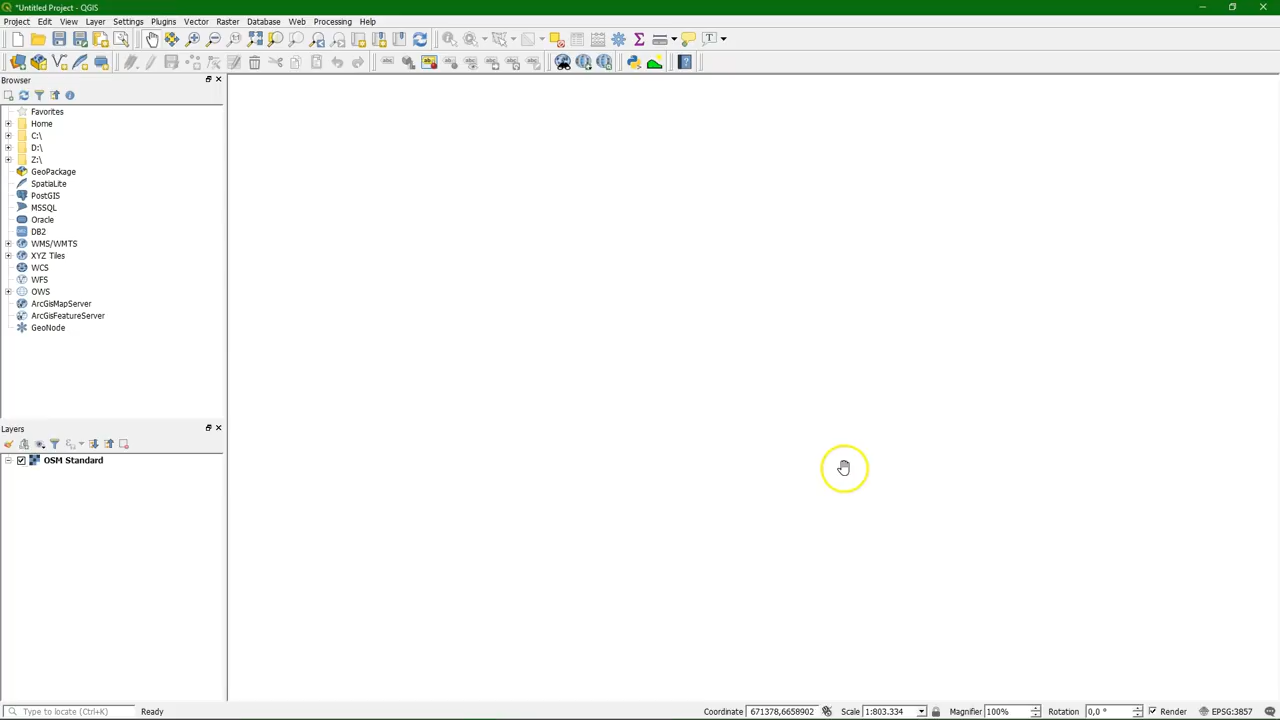 *Untitled Project - QGIS
Project Edit View Layer Settings Plugins Vector Raster Database Web Processing Help
Browser
Favorites
Home
C:\
D:\
Z:\
GeoPackage
SpatiaLite
PostGIS
MSSQL
Oracle
DB2
WMS/WMTS
XYZ Tiles
WCS
WFS
OWS
ArcGisMapServer
ArcGisFeatureServer
GeoNode
Layers
OSM Standard
Type to locate (Ctrl+K) Ready Coordinate 671378,6658902 Scale 1:803.334 Magnifier 100% Rotation 0,0 ° Render EPSG:3857